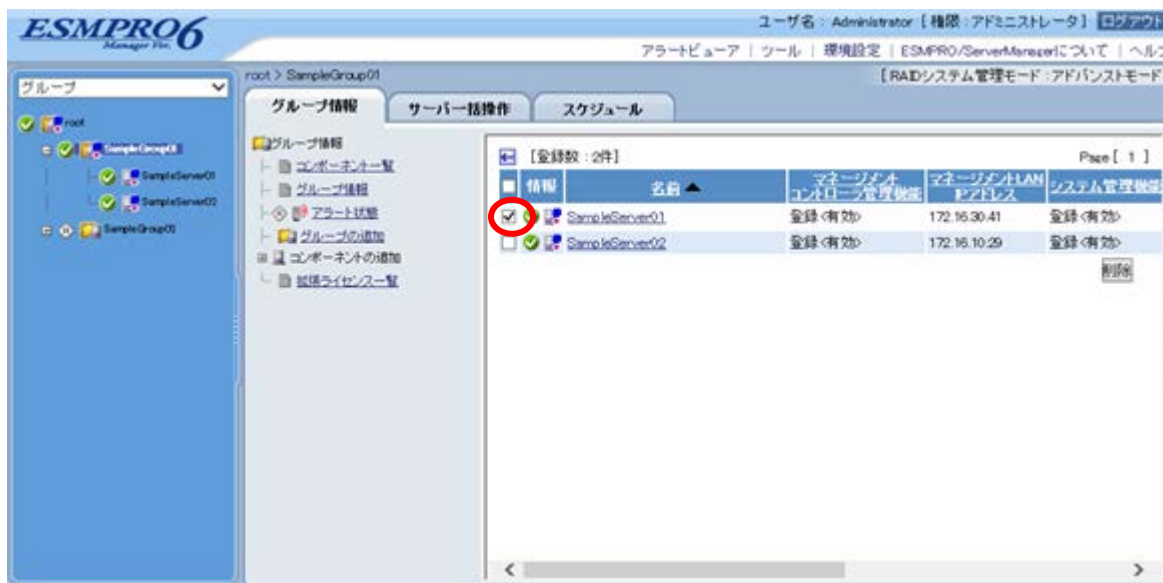 ESMPRO6
Manager Ver.
ユーザ名 : Administrator [ 権限 : アドミニストレータ ] ログアウト
アラートビューア | ツール | 環境設定 | ESMPRO/ServerManagerについて | ヘル
グループ
root
SampleGroup01
SampleServer01
SampleServer02
SampleGroup02
root > SampleGroup01
[ RAIDシステム管理モード : アドバンストモード
グループ情報 サーバ一括操作 スケジュール
グループ情報
コンポーネント一覧
グループ情報
アラート状態
グループの追加
コンポーネントの追加
拡張ライセンス一覧
[登録数 : 2件] Page [ 1 ]
情報 名前▲ マネージメントコントローラ管理機能 マネージメントLAN IPアドレス システム管理機能
SampleServer01 登録<有効> 172.16.30.41 登録<有効>
SampleServer02 登録<有効> 172.16.10.29 登録<有効>
削除